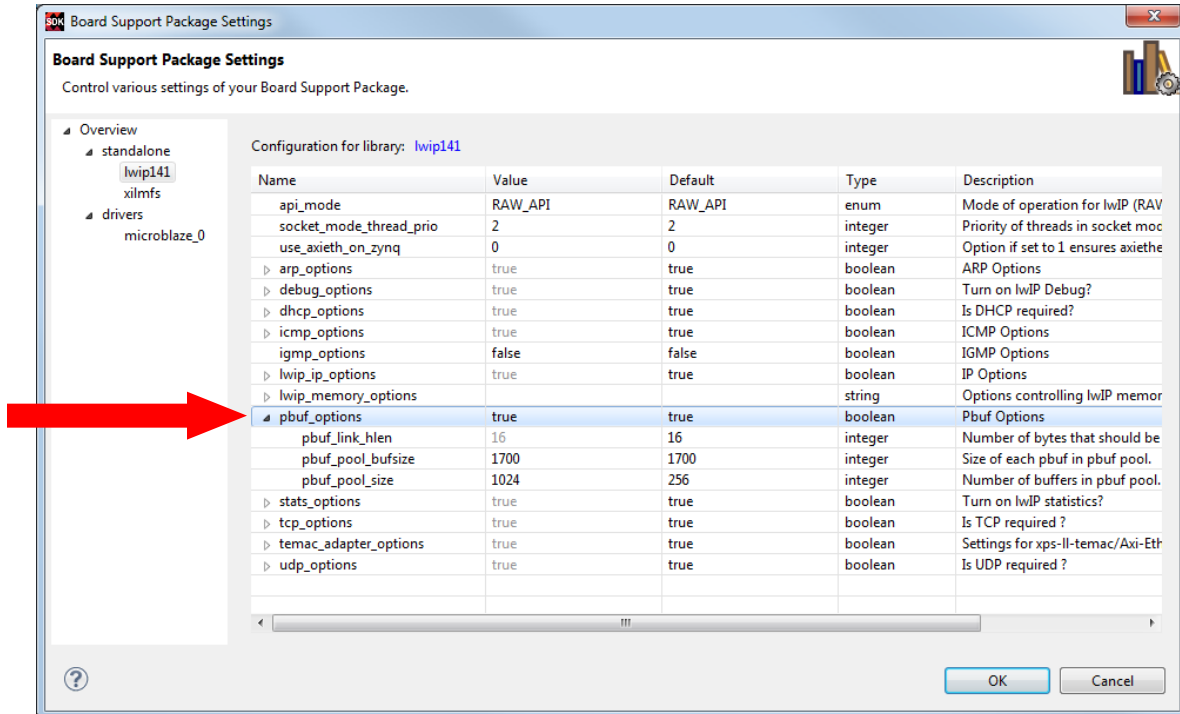 SDK Board Support Package Settings
Board Support Package Settings
Control various settings of your Board Support Package.
Overview
standalone
lwip141
xilmfs
drivers
microblaze_0
Configuration for library: lwip141
Name Value Default Type Description
api_mode RAW_API RAW_API enum Mode of operation for lwIP (RAW
socket_mode_thread_prio 2 2 integer Priority of threads in socket moc
use_axieth_on_zynq 0 0 integer Option if set to 1 ensures axiethe
arp_options true true boolean ARP Options
debug_options true true boolean Turn on lwIP Debug?
dhcp_options true true boolean Is DHCP required?
icmp_options true true boolean ICMP Options
igmp_options false false boolean IGMP Options
lwip_ip_options true true boolean IP Options
lwip_memory_options string Options controlling lwIP memor
pbuf_options true true boolean Pbuf Options
pbuf_link_hlen 16 16 integer Number of bytes that should be
pbuf_pool_bufsize 1700 1700 integer Size of each pbuf in pbuf pool.
pbuf_pool_size 1024 256 integer Number of buffers in pbuf pool.
stats_options true true boolean Turn on lwIP statistics?
tcp_options true true boolean Is TCP required ?
temac_adapter_options true true boolean Settings for xps-ll-temac/Axi-Eth
udp_options true true boolean Is UDP required ?
?
OK Cancel